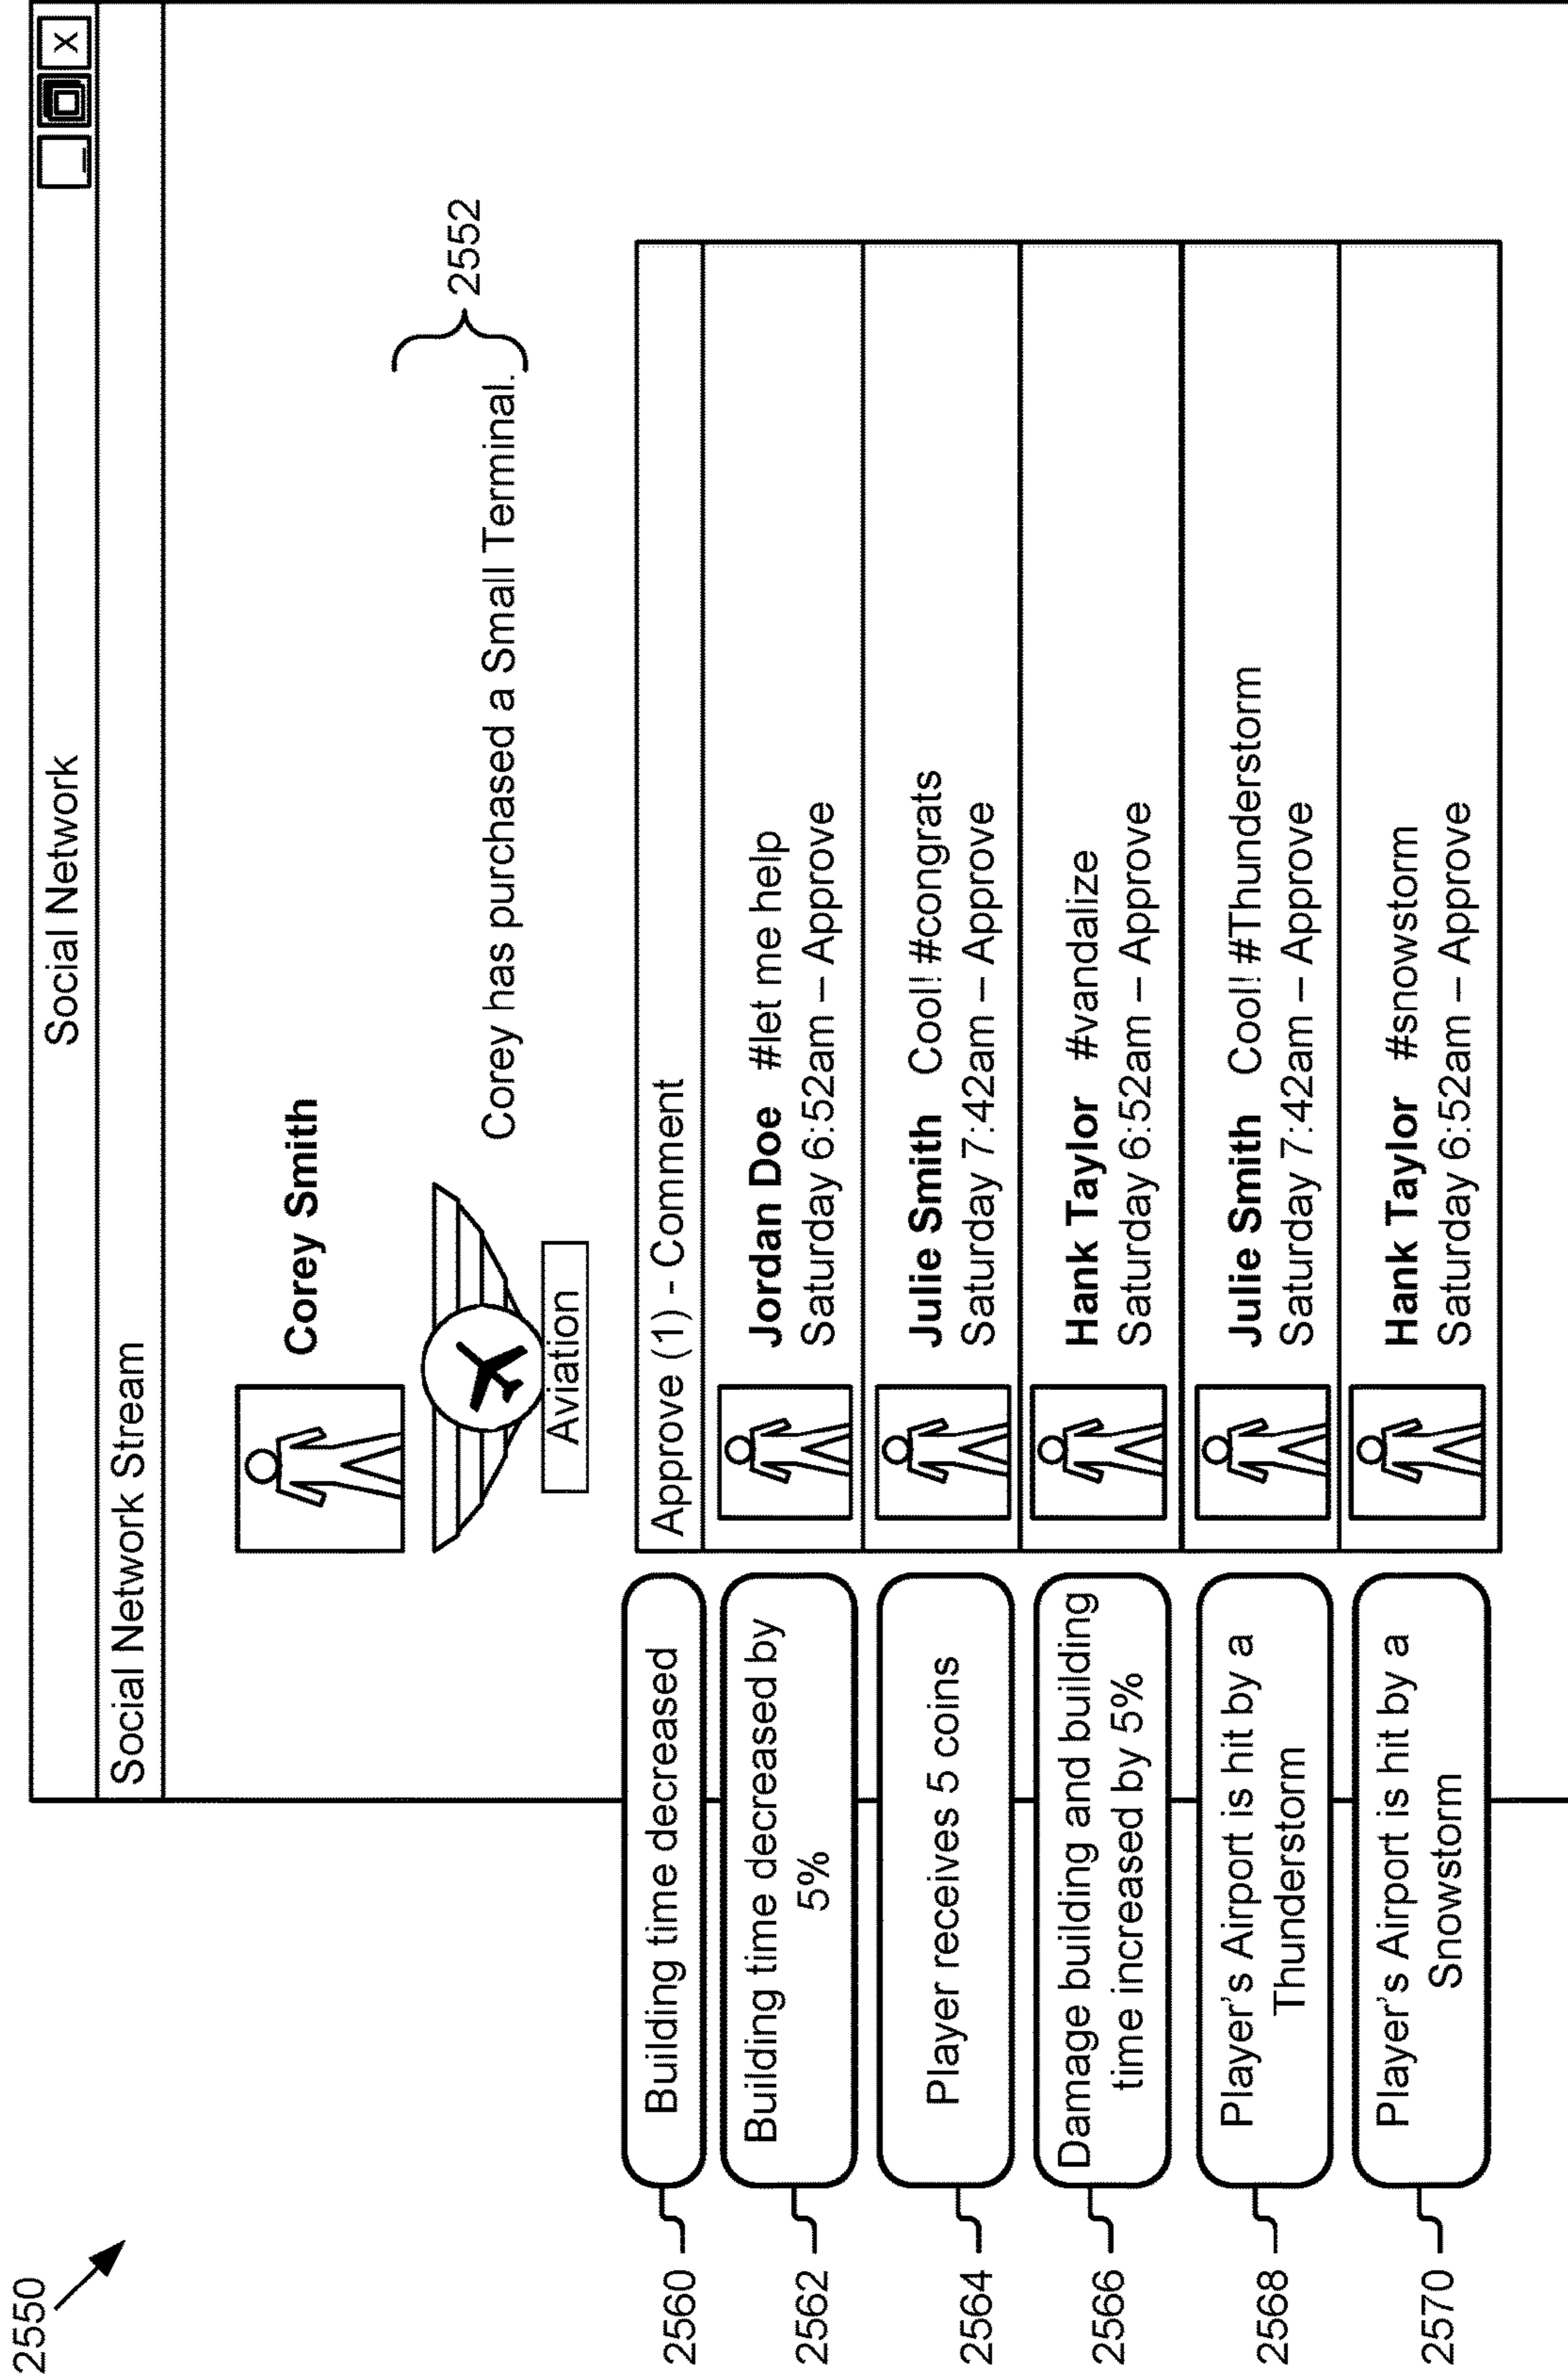 2550
Social Network
_ X
Social Network Stream
Corey Smith
Aviation
Corey has purchased a Small Terminal.
2552
2560
Building time decreased
Approve (1) - Comment
2562
Building time decreased by
5%
Jordan Doe #let me help
Saturday 6:52am – Approve
2564
Player receives 5 coins
Julie Smith Cool! #congrats
Saturday 7:42am – Approve
2566
Damage building and building
time increased by 5%
Hank Taylor #vandalize
Saturday 6:52am – Approve
2568
Player's Airport is hit by a
Thunderstorm
Julie Smith Cool! #Thunderstorm
Saturday 7:42am – Approve
2570
Player's Airport is hit by a
Snowstorm
Hank Taylor #snowstorm
Saturday 6:52am – Approve